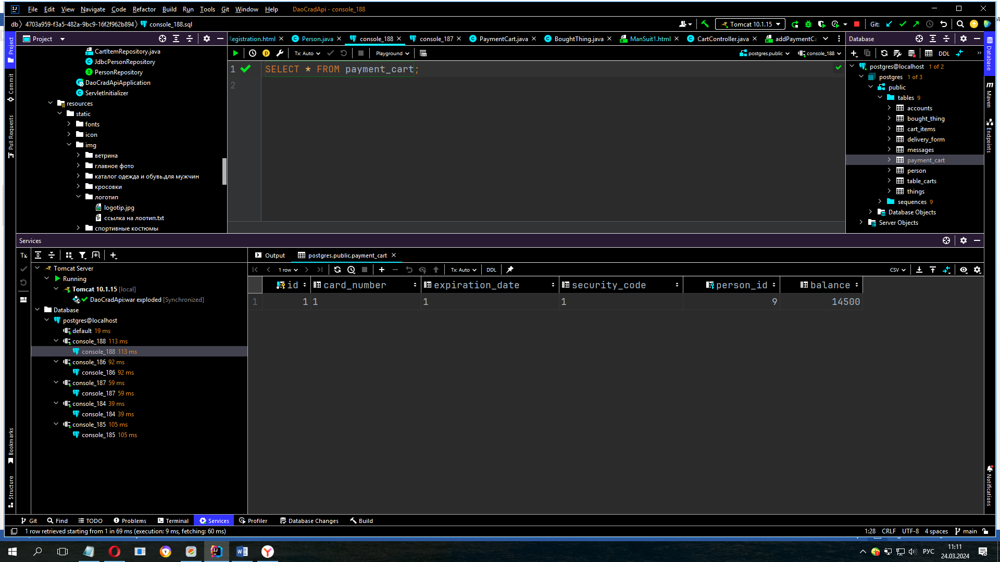 File Edit View Navigate Code Refactor Build Run Tools Git Window Help DaoCradApi - console_188
db 4703a959-f3a5-482a-9bc9-16f2f962b894 console_188.sql
Tomcat 10.1.15 Git:
Project
Registration.html Person.java console_188 console_187 PaymentCart.java BoughtThing.java ManSuit1.html CartController.java addPaymentCa
Database
Project
Commit
Pull Requests
Bookmarks
Structure
CartItemRepository.java
JdbcPersonRepository
PersonRepository
DaoCradApiApplication
ServletInitializer
resources
static
fonts
icon
img
ветрина
главное фото
каталог одежда и обувь.для мужчин
кросовки
логотип
logotip.jpg
ссылка на лоотип.txt
спортивные костюмы
Tx: Auto Playground postgres.public console_188
1 SELECT * FROM payment_cart;
2
DDL
postgres@localhost 1 of 2
postgres 1 of 3
public
tables 9
accounts
bought_thing
cart_items
delivery_form
messages
payment_cart
person
table_carts
things
sequences 9
Database Objects
Server Objects
Database
Maven
Endpoints
Notifications
Services
Tx
Tomcat Server
Running
Tomcat 10.1.15 [local]
DaoCradApi:war exploded [Synchronized]
Database
postgres@localhost
default 19 ms
console_188 113 ms
console_188 113 ms
console_186 92 ms
console_186 92 ms
console_187 59 ms
console_187 59 ms
console_184 39 ms
console_184 39 ms
console_185 105 ms
console_185 105 ms
Output postgres.public.payment_cart
1 row Tx: Auto DDL CSV
id card_number expiration_date security_code person_id balance
1 1 1 1 1 9 14500
Git Find TODO Problems Terminal Services Profiler Database Changes Build
1 row retrieved starting from 1 in 69 ms (execution: 9 ms, fetching: 60 ms)
1:28 CRLF UTF-8 4 spaces main
РУС
11:11
24.03.2024